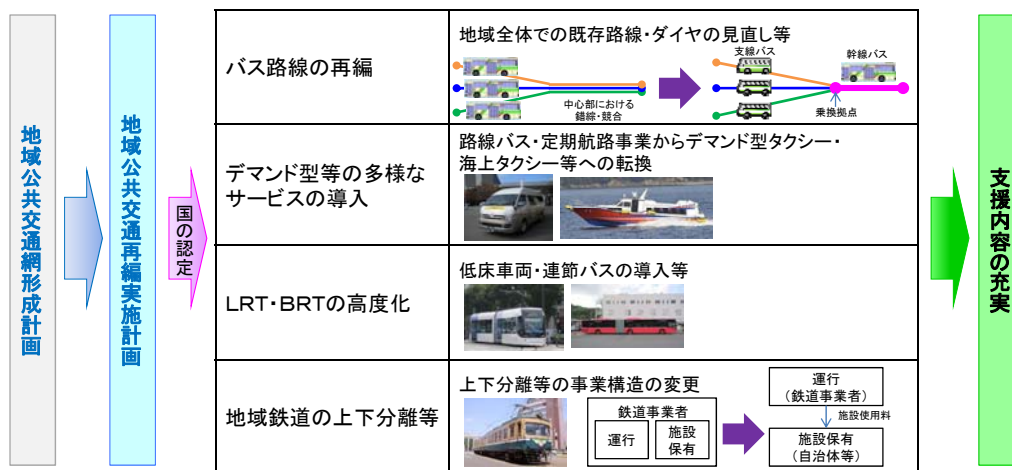 地域公共交通網形成計画
地域公共交通再編実施計画
国の認定
バス路線の再編
地域全体での既存路線・ダイヤの見直し等
支線バス
幹線バス
中心部における
錯綜・競合
乗換拠点
デマンド型等の多様な
サービスの導入
路線バス・定期航路事業からデマンド型タクシー・
海上タクシー等への転換
LRT・BRTの高度化
低床車両・連節バスの導入等
地域鉄道の上下分離等
上下分離等の事業構造の変更
鉄道事業者
運行
施設
保有
運行
(鉄道事業者)
施設使用料
施設保有
(自治体等)
支援内容の充実